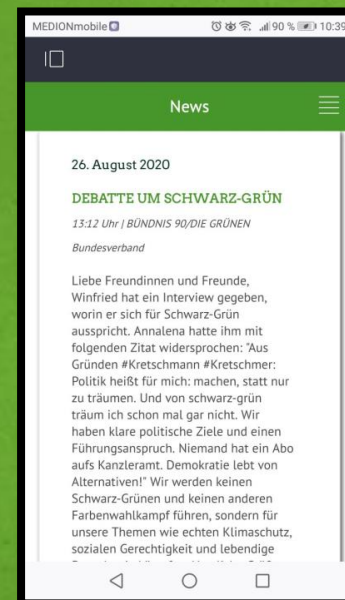 MEDIONmobile 90 % 10:39
News
26. August 2020
DEBATTE UM SCHWARZ-GRÜN
13:12 Uhr | BÜNDNIS 90/DIE GRÜNEN
Bundesverband
Liebe Freundinnen und Freunde,
Winfried hat ein Interview gegeben,
worin er sich für Schwarz-Grün
ausspricht. Annalena hatte ihm mit
folgenden Zitat widersprochen: "Aus
Gründen #Kretschmann #Kretschmer:
Politik heißt für mich: machen, statt nur
zu träumen. Und von schwarz-grün
träum ich schon mal gar nicht. Wir
haben klare politische Ziele und einen
Führungsanspruch. Niemand hat ein Abo
aufs Kanzleramt. Demokratie lebt von
Alternativen!" Wir werden keinen
Schwarz-Grünen und keinen anderen
Farbenwahlkampf führen, sondern für
unsere Themen wie echten Klimaschutz,
sozialen Gerechtigkeit und lebendige